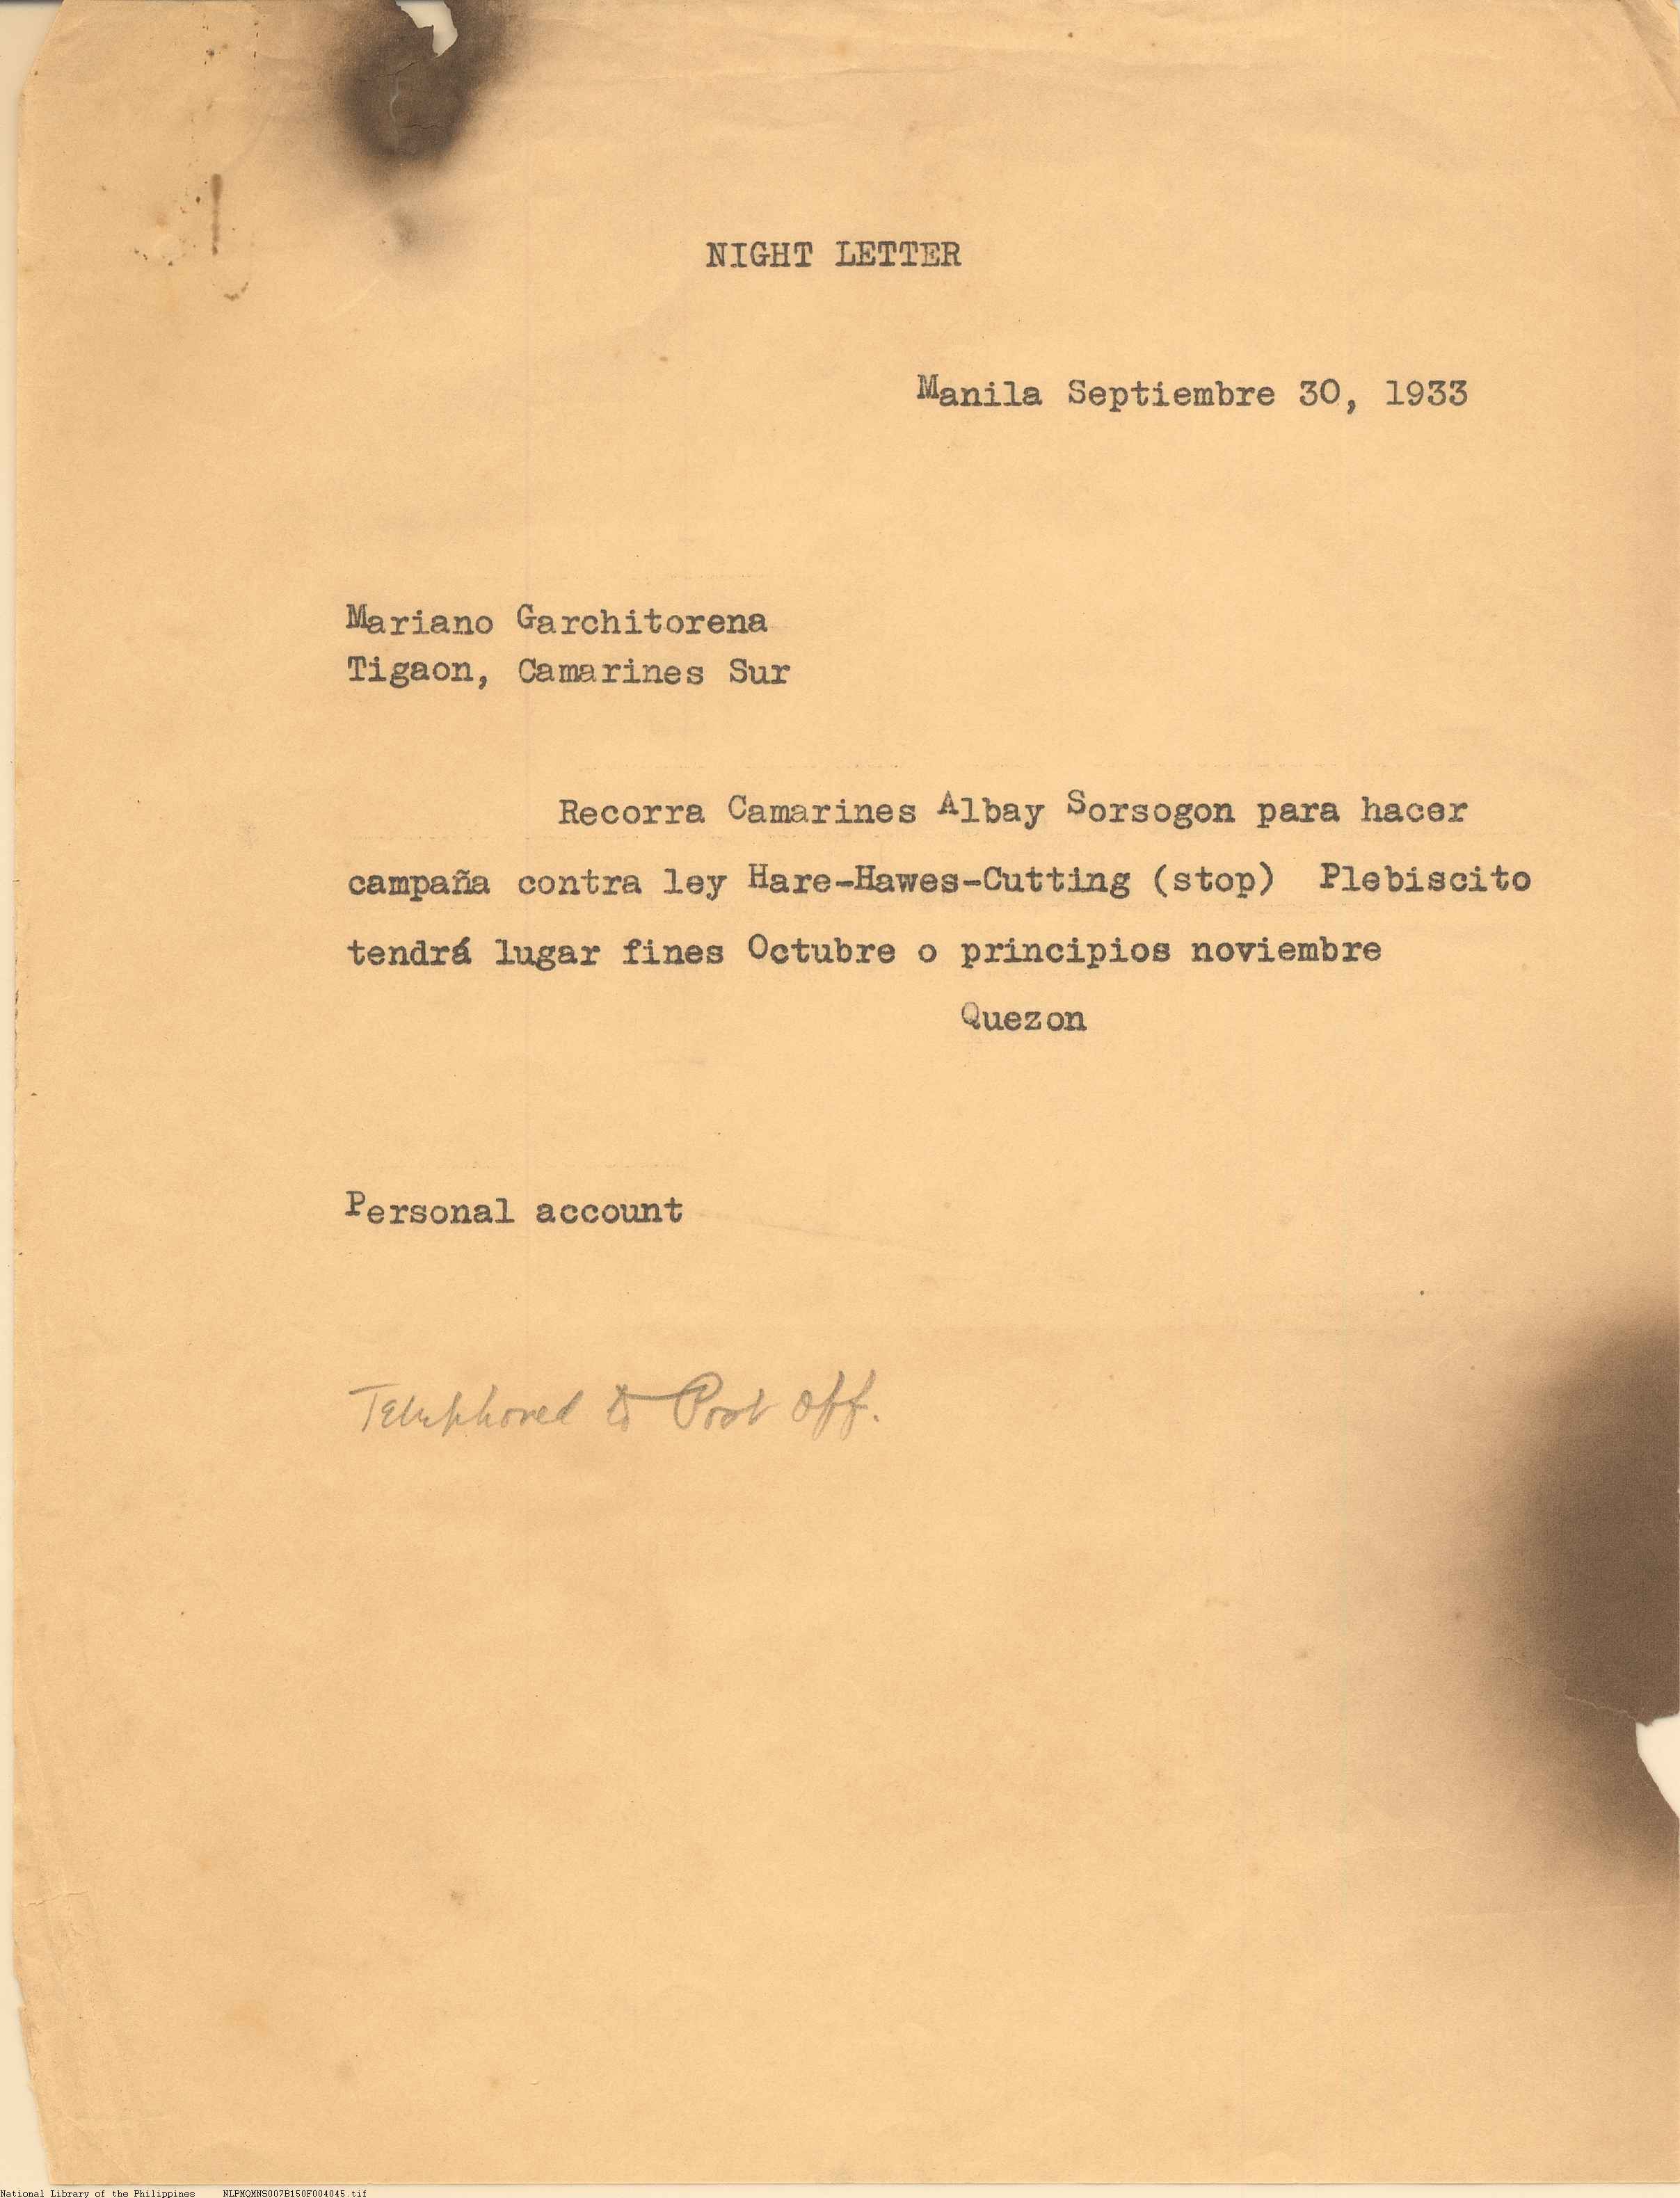 NIGHT LETTER
Manila Septiembre 30, 1933
Mariano Garchitorena
Tigaon, Camarines Sur
Recorra Camarines Albay Sorsogon para hacer
campaña contra ley Hare-Hawes-Cutting (stop) Plebiscito
tendrá lugar fines Octubre o principios noviembre
Quezon
Personal account
Telephoned to Post Off.
National Library of the Philippines NLPMQMNS007B150F004045.tif